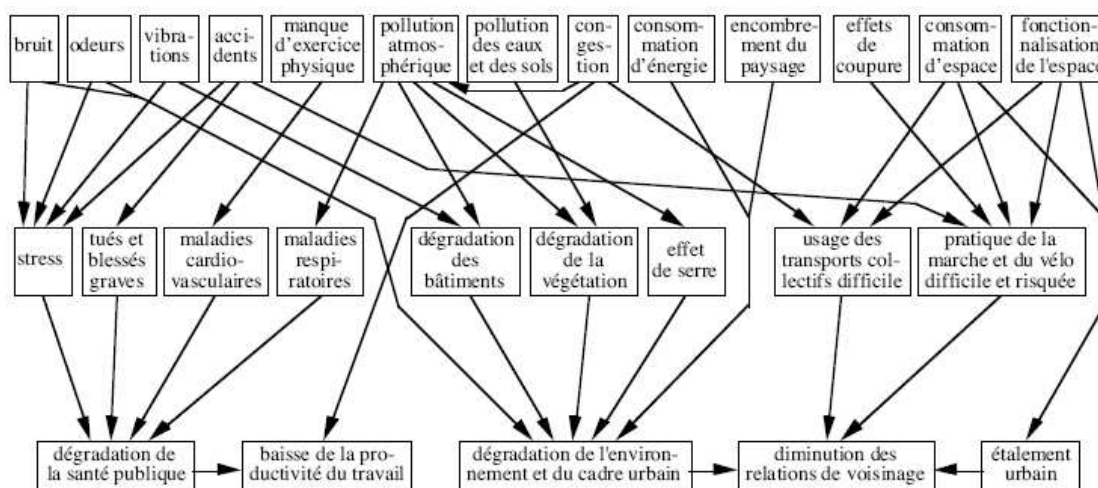 bruit
odeurs
vibra-
tions
acci-
dents
manque
d'exercice
physique
pollution
atmos-
phérique
pollution
des eaux
et des sols
con-
gestion
consom-
mation
d'énergie
encombre-
ment du
paysage
effets
de
coupure
consom-
mation
d'espace
fonction-
nalisation
de l'espace
stress
tués et
blessés
graves
maladies
cardio-
vasculaires
maladies
respi-
ratoires
dégradation
des
bâtiments
dégradation
de la
végétation
effet
de serre
usage des
transports col-
lectifs difficile
pratique de la
marche et du vélo
difficile et risquée
dégradation de
la santé publique
baisse de la pro-
ductivité du travail
dégradation de l'environ-
nement et du cadre urbain
diminution des
relations de voisinage
étalement
urbain